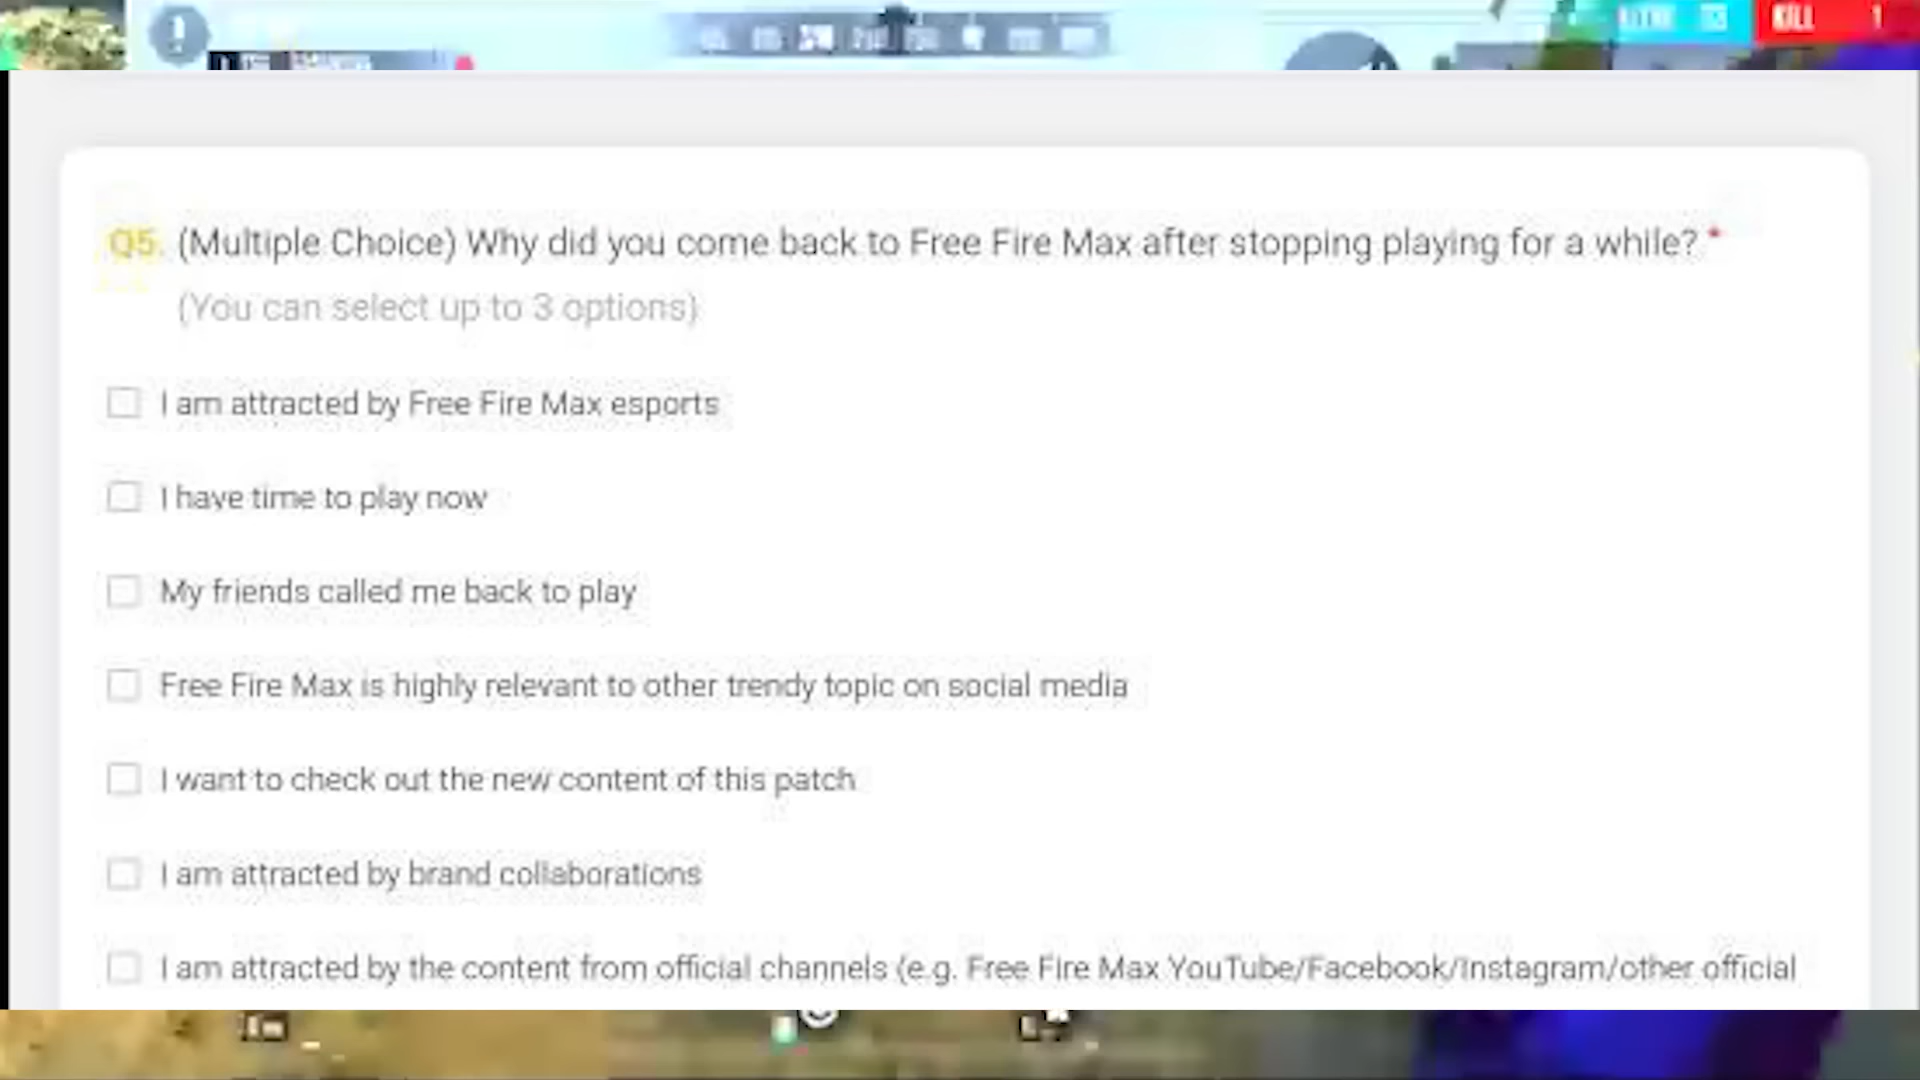 KILL 1
Q5. (Multiple Choice) Why did you come back to Free Fire Max after stopping playing for a while? *
(You can select up to 3 options)
I am attracted by Free Fire Max esports
I have time to play now
My friends called me back to play
Free Fire Max is highly relevant to other trendy topic on social media
I want to check out the new content of this patch
I am attracted by brand collaborations
I am attracted by the content from official channels (e.g. Free Fire Max YouTube/Facebook/Instagram/other official